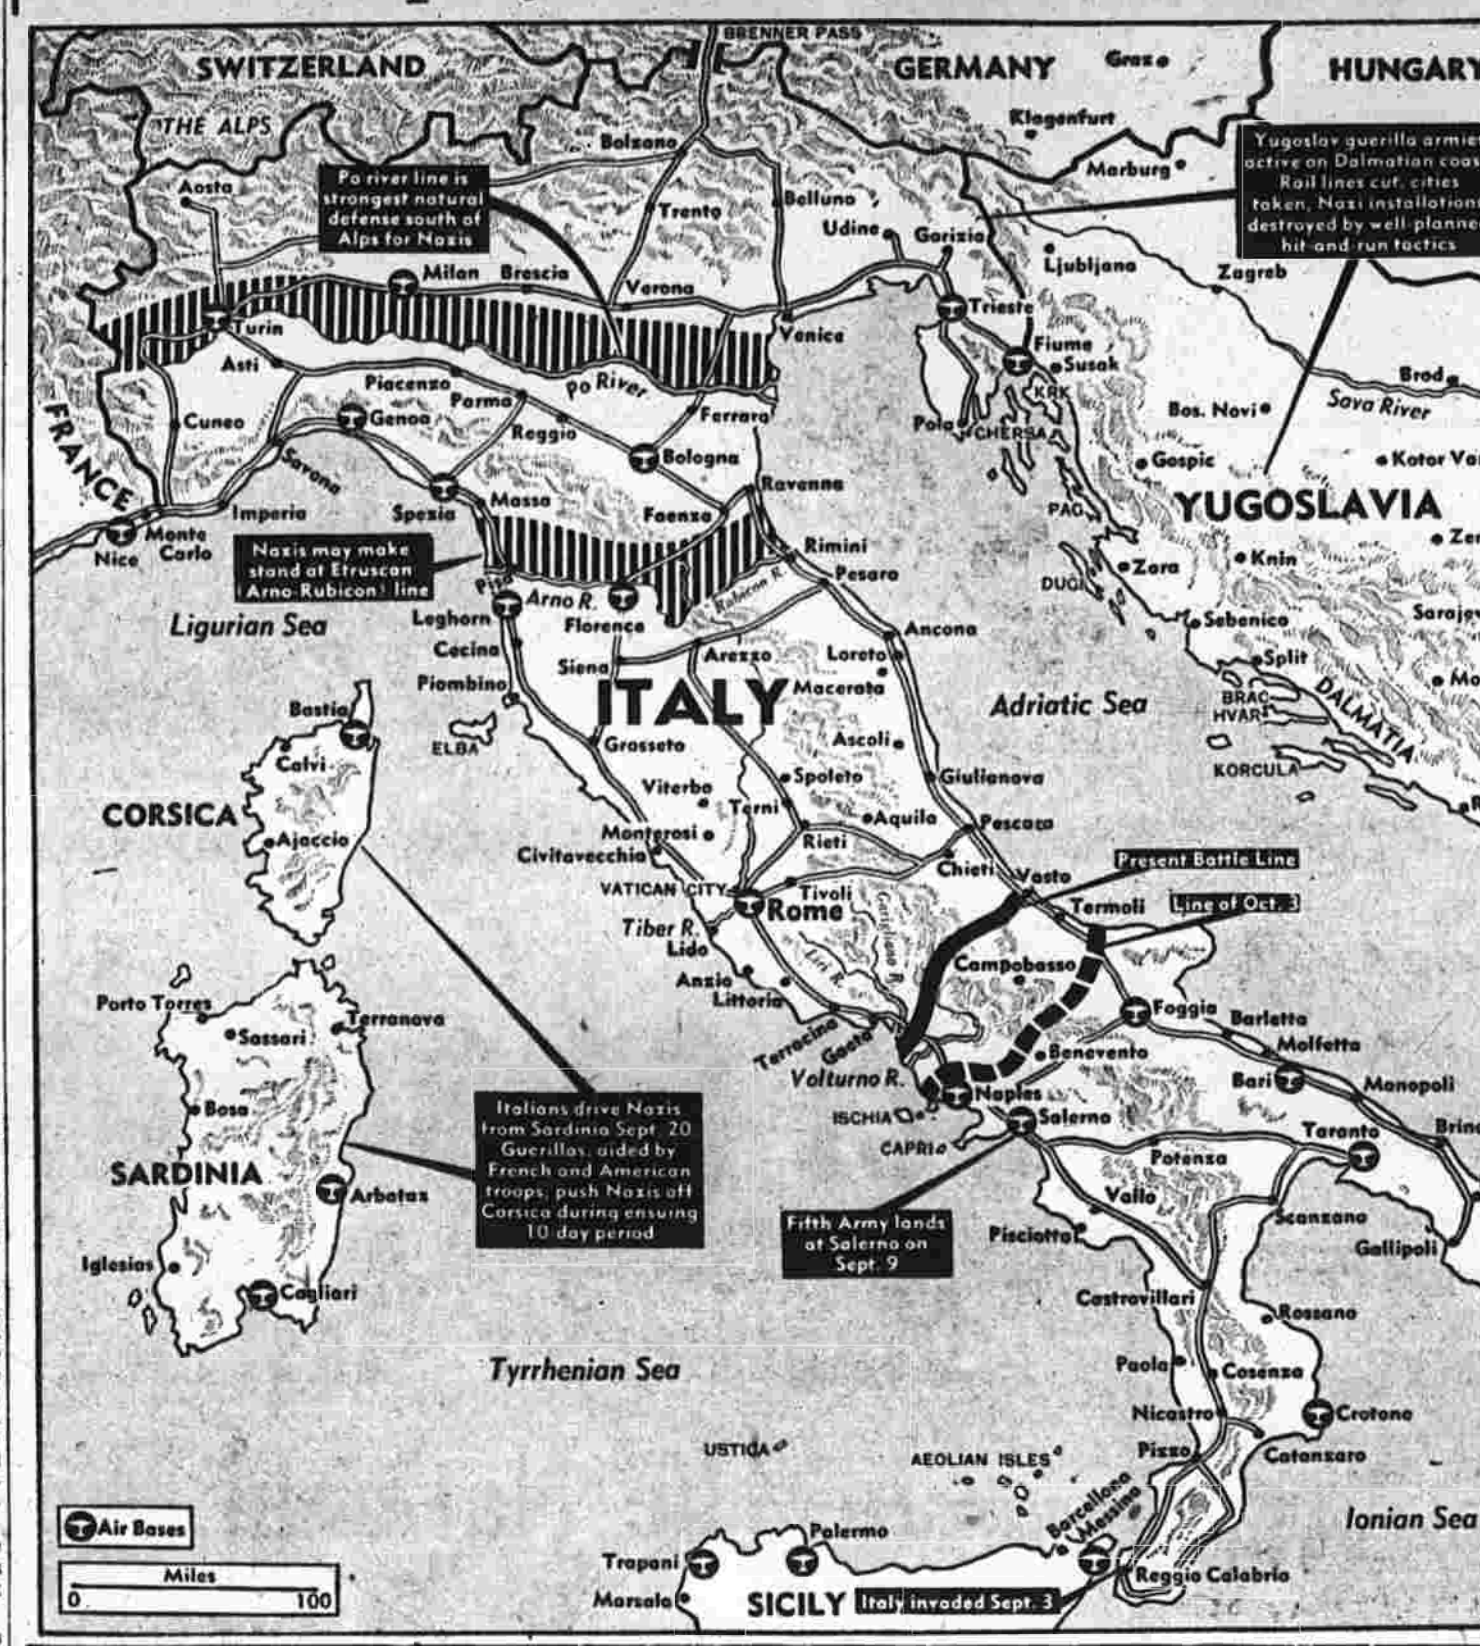 BRENNER PASS
SWITZERLAND
GERMANY
Graz
HUNGARY
THE ALPS
Klagenfurt
Bolzano
Marburg
Yugoslav guerilla armies
active on Dalmatian coast
Rail lines cut, cities
taken, Nazi installations
destroyed by well planned
hit and run tactics
Aosta
Po river line is
strongest natural
defense south of
Alps for Nazis
Trento
Belluno
Udine
Gorizia
Ljubljana
Zagreb
Milan
Brescia
Verona
Trieste
Turin
Venice
Fiume
Susak
Asti
Piacenza
Po River
KRK
Brod
Parma
Sava River
Bos. Novi
Cuneo
Genoa
Ferrara
Reggio
Pola
CHERSA
FRANCE
Savona
Bologna
Gospic
Kotor Va
Ravenna
Massa
YUGOSLAVIA
Imperia
Spezia
Faenza
PAG
Monte
Carlo
Nice
Nazis may make
stand at Etruscan
(Arno-Rubicon) line
Rimini
Knin
Zara
Pisa
Pesaro
DUGI
Arno R.
Rubicon R.
Ligurian Sea
Leghorn
Florence
Sebenico
Saraje
Cecina
Ancona
Siena
Arezzo
Loreto
Split
Piombino
ITALY
Macerata
BRAC
HVAR
DALMATIA
Mo
Bastia
Adriatic Sea
ELBA
Grosseto
Ascoli
Calvi
KORCULA
Viterbo
Spoleto
Giulianova
CORSICA
Terni
Aquila
Pescara
Ajaccio
Monterosi
Rieti
Civitavecchia
Chieti
Vasto
Present Battle Line
VATICAN CITY
Tivoli
Rome
Termoli
Line of Oct. 3
Tiber R.
Lido
Garigliano R.
Liri R.
Campobasso
Anzio
Littoria
Porto Torres
Terranova
Foggia
Barletta
Sassari
Terracina
Gaeta
Benevento
Molfetta
Volturno R.
Bari
Monopoli
Naples
Bosa
ISCHIA
Salerno
Italians drive Nazis
from Sardinia Sept. 20
Guerillas, aided by
French and American
troops, push Nazis off
Corsica during ensuing
10 day period
CAPRI
Taranto
Brind
Potenza
SARDINIA
Arbatax
Vallo
Fifth Army lands
at Salerno on
Sept. 9
Pisciotta
Scanzano
Gallipoli
Iglesias
Cagliari
Castrovillari
Rossano
Tyrrhenian Sea
Paola
Cosenza
Nicastro
Crotone
USTICA
AEOLIAN ISLES
Pizzo
Catanzaro
Barcellona
Messina
Ionian Sea
Air Bases
Palermo
Trapani
Miles
0 100
Reggio Calabria
Marsala
SICILY
Italy invaded Sept. 3